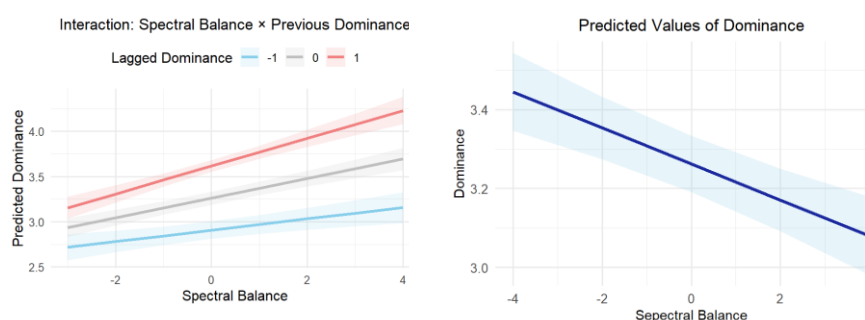 Interaction: Spectral Balance × Previous Dominance
Lagged Dominance -1 0 1
Predicted Dominance
4.0
3.5
3.0
2.5
-2 0 2 4
Spectral Balance
Predicted Values of Dominance
Dominance
3.4
3.2
3.0
-4 -2 0 2
Sepectral Balance